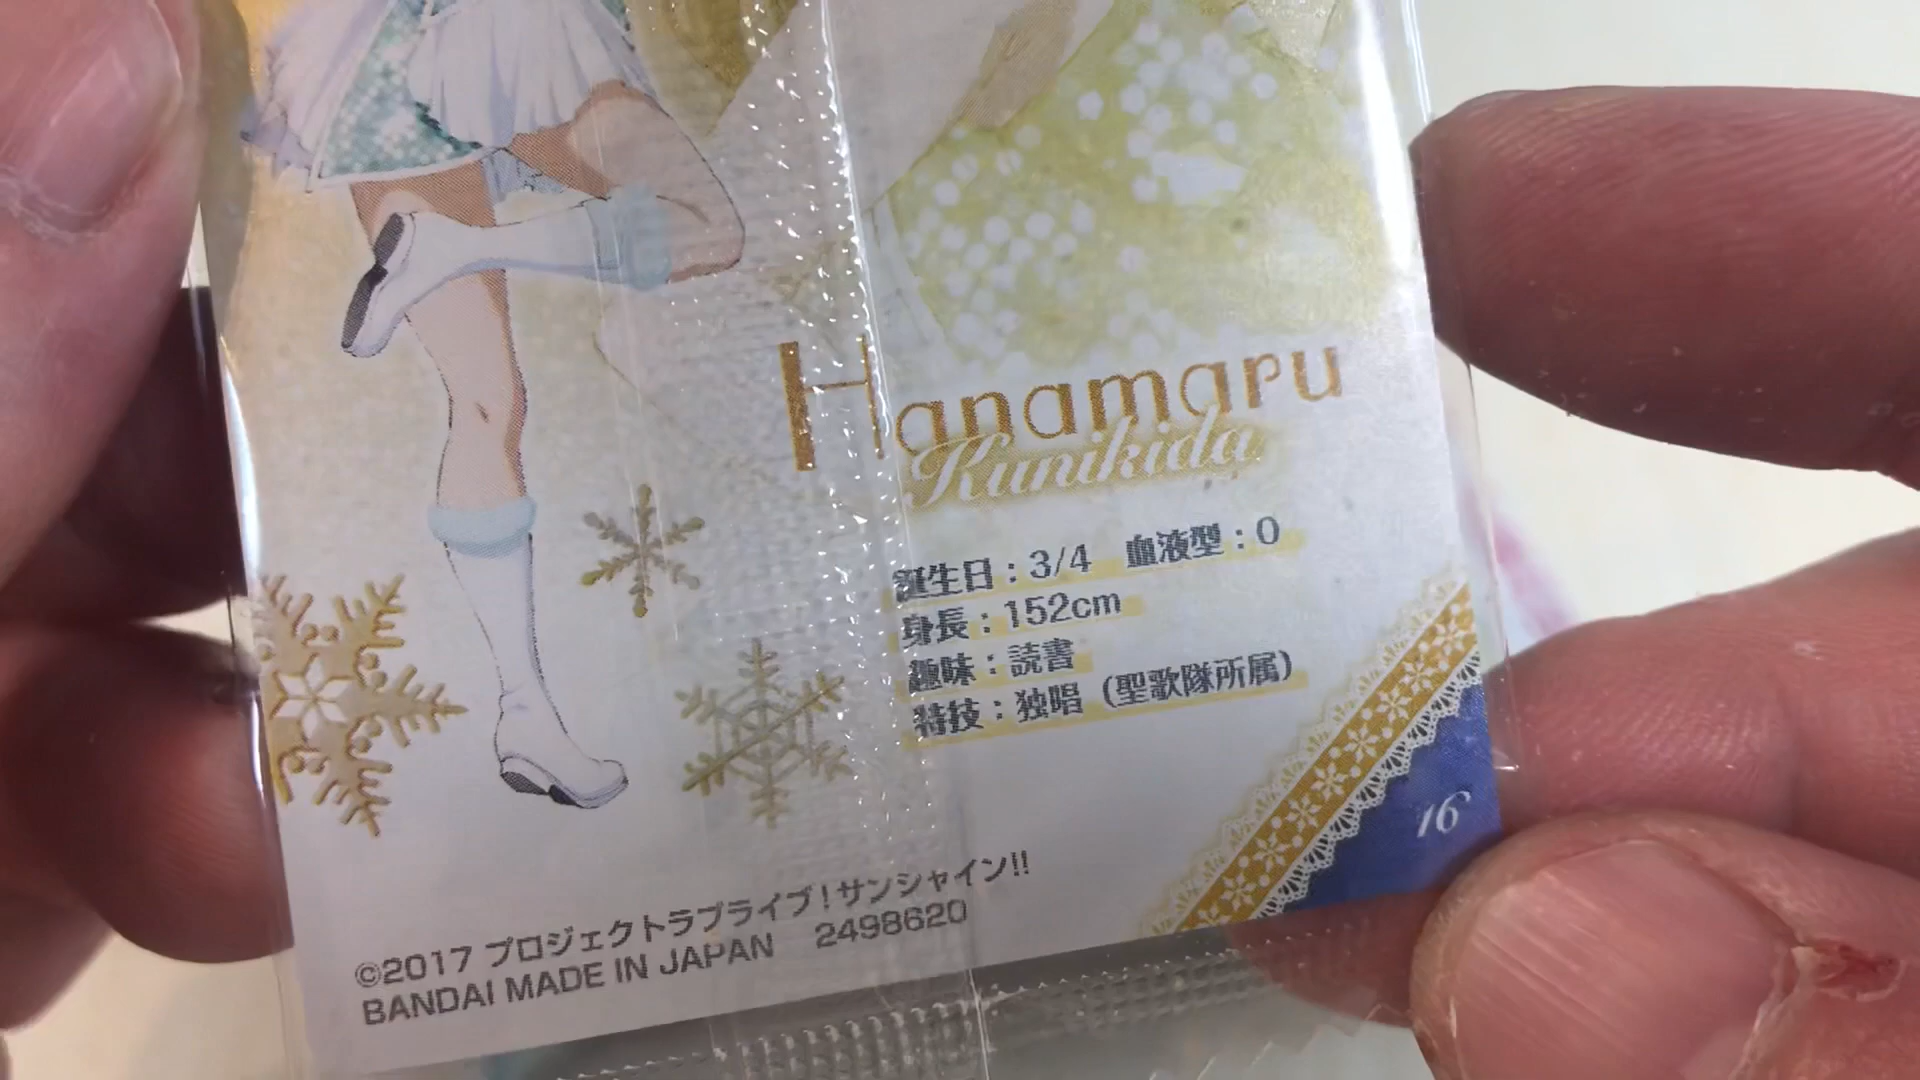 Hanamaru
Kunikida
誕生日：3/4　血液型：O
身長：152cm
趣味：読書
特技：独唱（聖歌隊所属）
16
©2017 プロジェクトラブライブ！サンシャイン!!
BANDAI MADE IN JAPAN　2498620